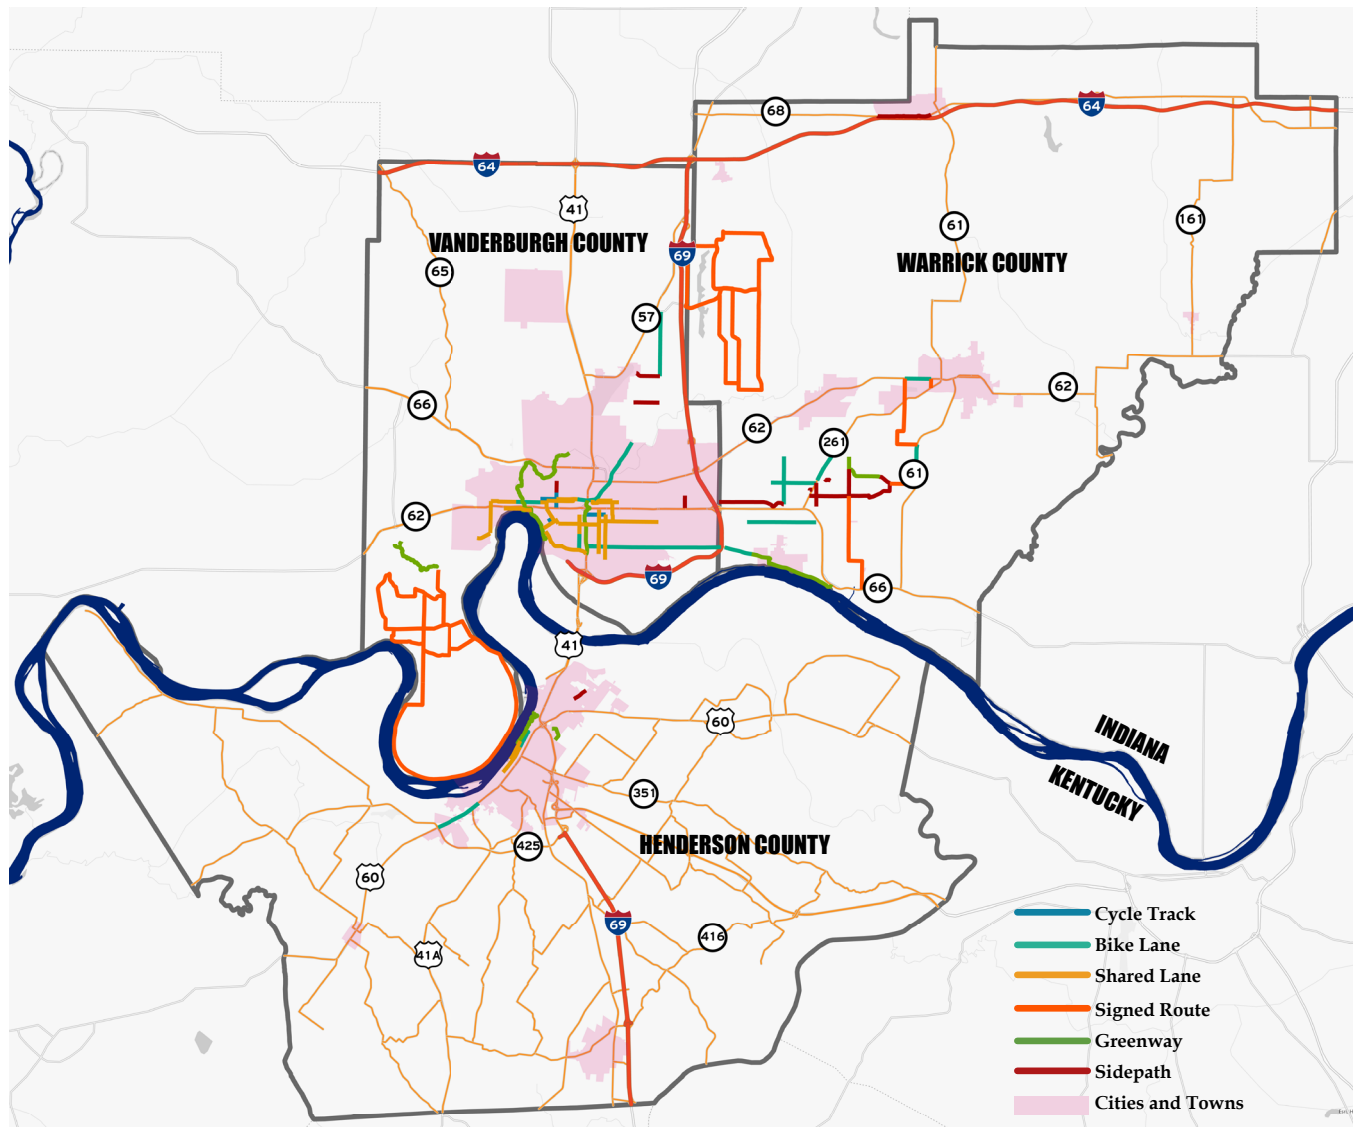 68
64
64
41
161
61
VANDERBURGH COUNTY
69
WARRICK COUNTY
65
57
66
62
62
261
61
62
69
66
41
60
INDIANA
KENTUCKY
351
HENDERSON COUNTY
425
60
69
416
41A
Cycle Track
Bike Lane
Shared Lane
Signed Route
Greenway
Sidepath
Cities and Towns